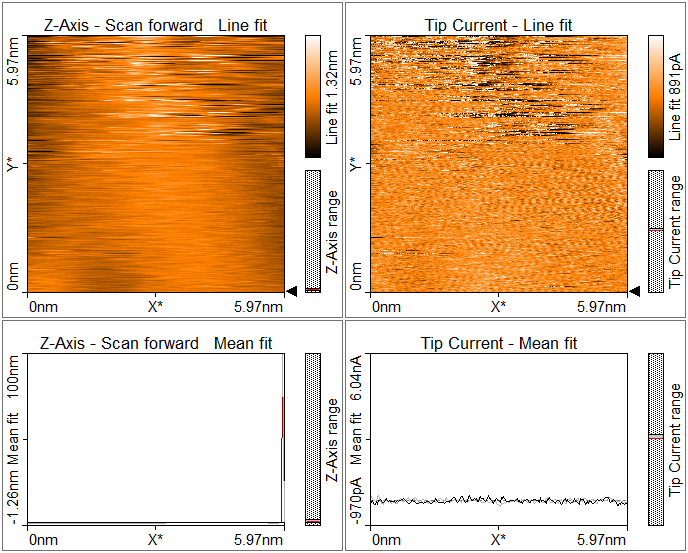 Z-Axis - Scan forward   Line fit
5.97nm
Y*
0nm
0nm
X*
5.97nm
Line fit 1.32nm
Z-Axis range
Tip Current - Line fit
5.97nm
Y*
0nm
0nm
X*
5.97nm
Line fit 891pA
Tip Current range
Z-Axis - Scan forward   Mean fit
-1.26nm Mean fit 100nm
0nm
X*
5.97nm
Z-Axis range
Tip Current - Mean fit
-970pA Mean fit 6.04nA
0nm
X*
5.97nm
Tip Current range